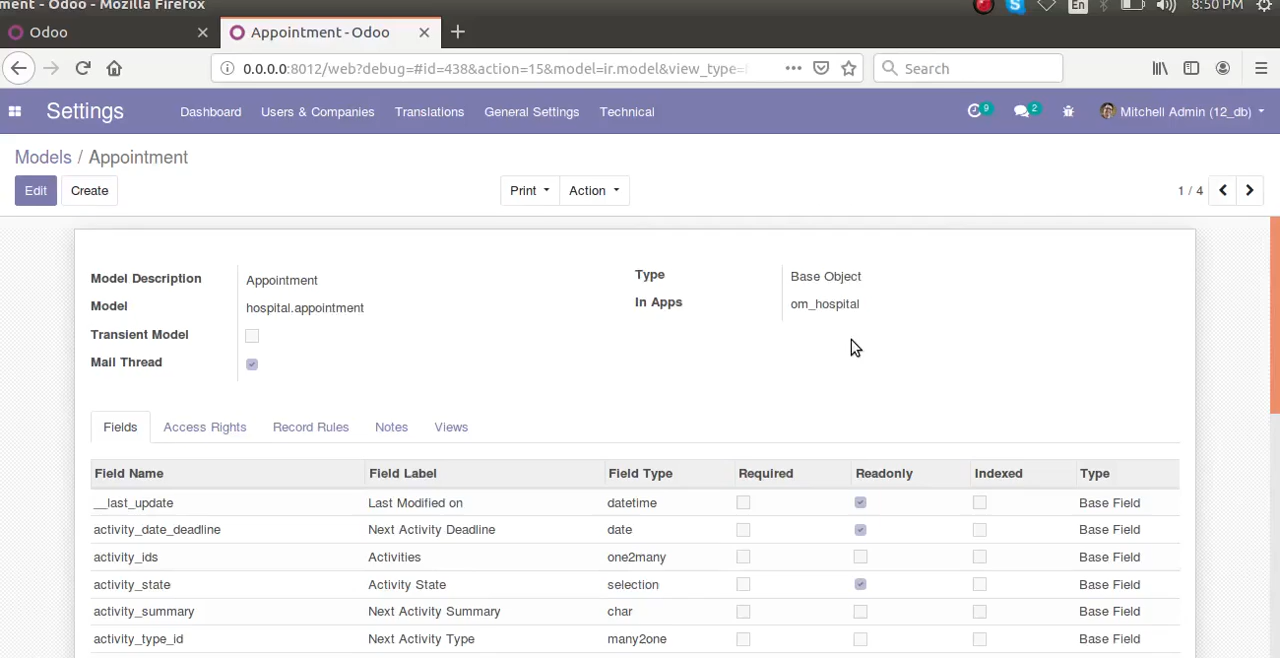 ment - Odoo - Mozilla Firefox
En
8:50 PM
Odoo
Appointment - Odoo
0.0.0.0:8012/web?debug=#id=438&action=15&model=ir.model&view_type=f
Search
Settings Dashboard Users & Companies Translations General Settings Technical 9 2 Mitchell Admin (12_db)
Models / Appointment
Edit Create Print Action 1 / 4
Model Description Appointment
Type Base Object
Model hospital.appointment
In Apps om_hospital
Transient Model
Mail Thread
Fields Access Rights Record Rules Notes Views
Field Name Field Label Field Type Required Readonly Indexed Type
__last_update Last Modified on datetime Base Field
activity_date_deadline Next Activity Deadline date Base Field
activity_ids Activities one2many Base Field
activity_state Activity State selection Base Field
activity_summary Next Activity Summary char Base Field
activity_type_id Next Activity Type many2one Base Field